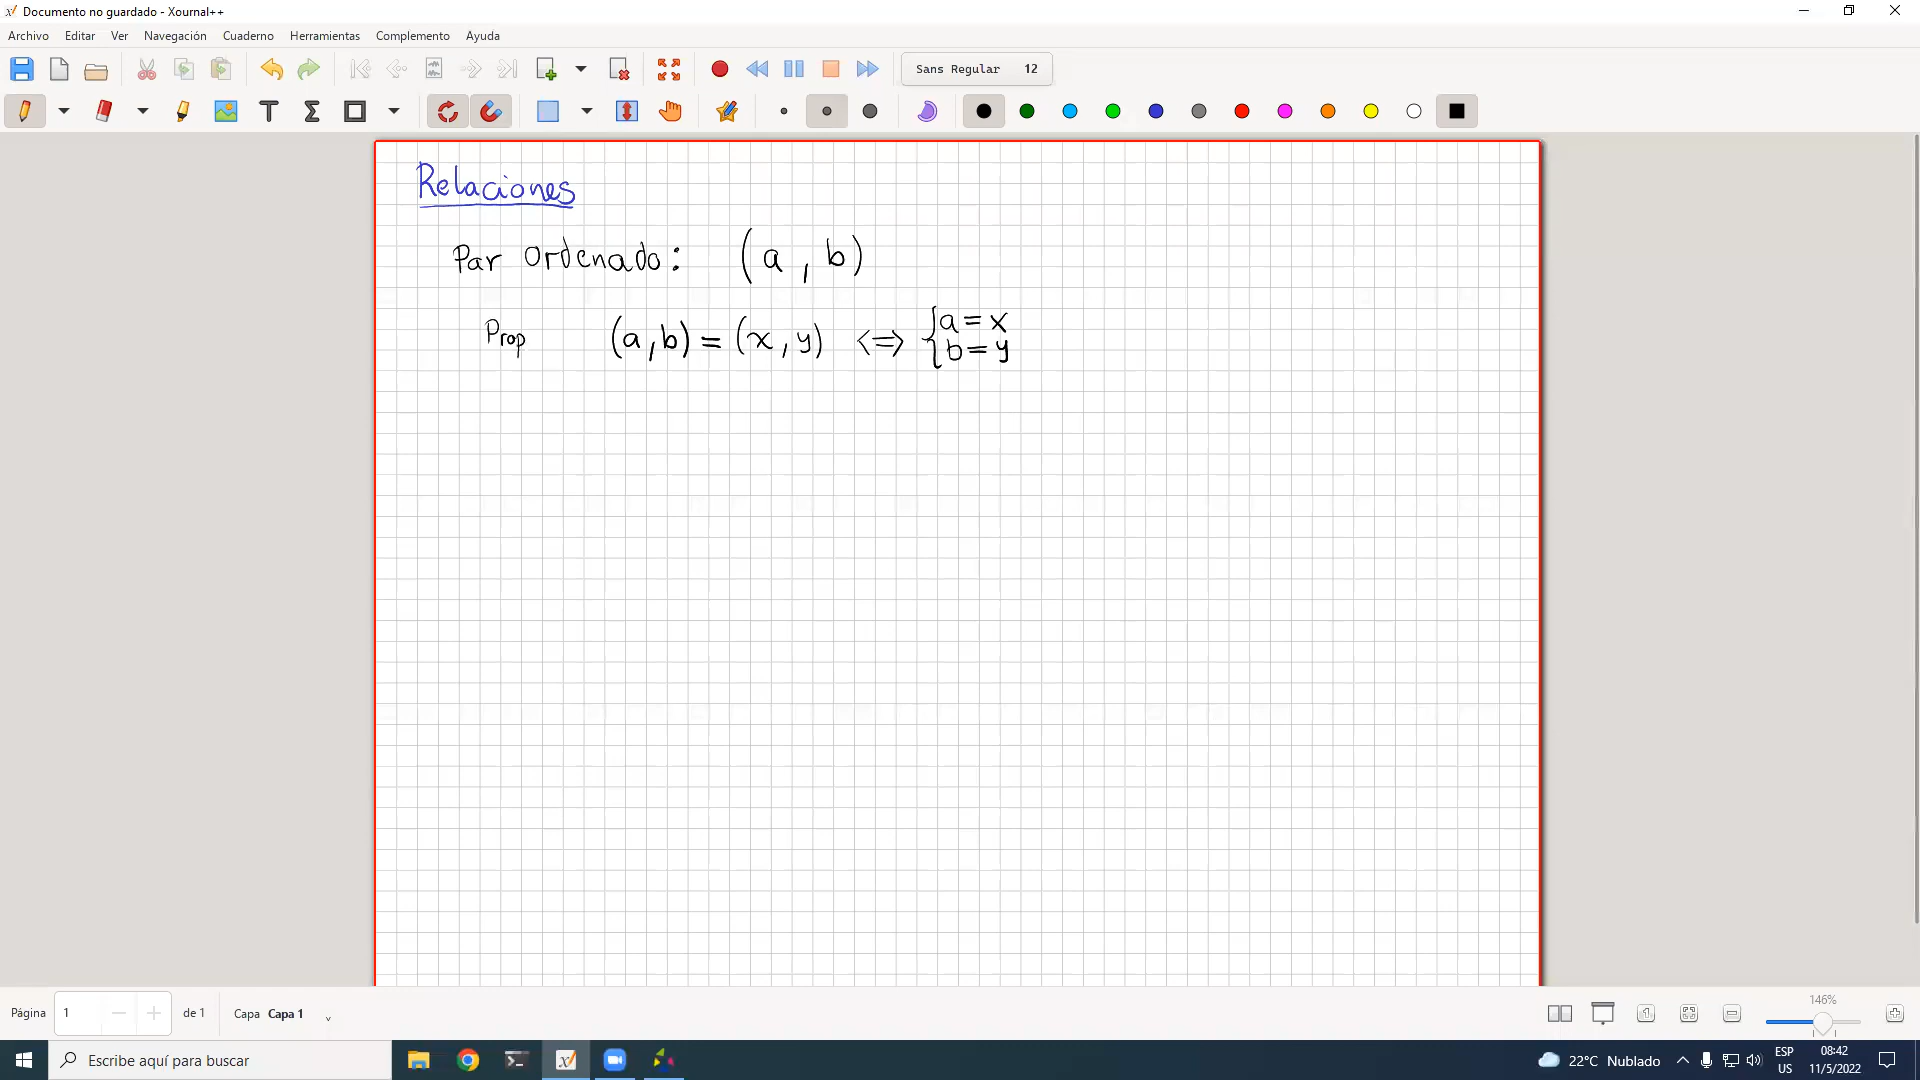 Documento no guardado - Xournal++
Archivo Editar Ver Navegación Cuaderno Herramientas Complemento Ayuda
Sans Regular 12
Relaciones
Par Ordenado: (a , b)
Prop (a,b) = (x,y) <=> { a = x
b = y
146%
Página 1 de 1 Capa Capa 1
Escribe aquí para buscar
22°C Nublado
ESP
US
08:42
11/5/2022